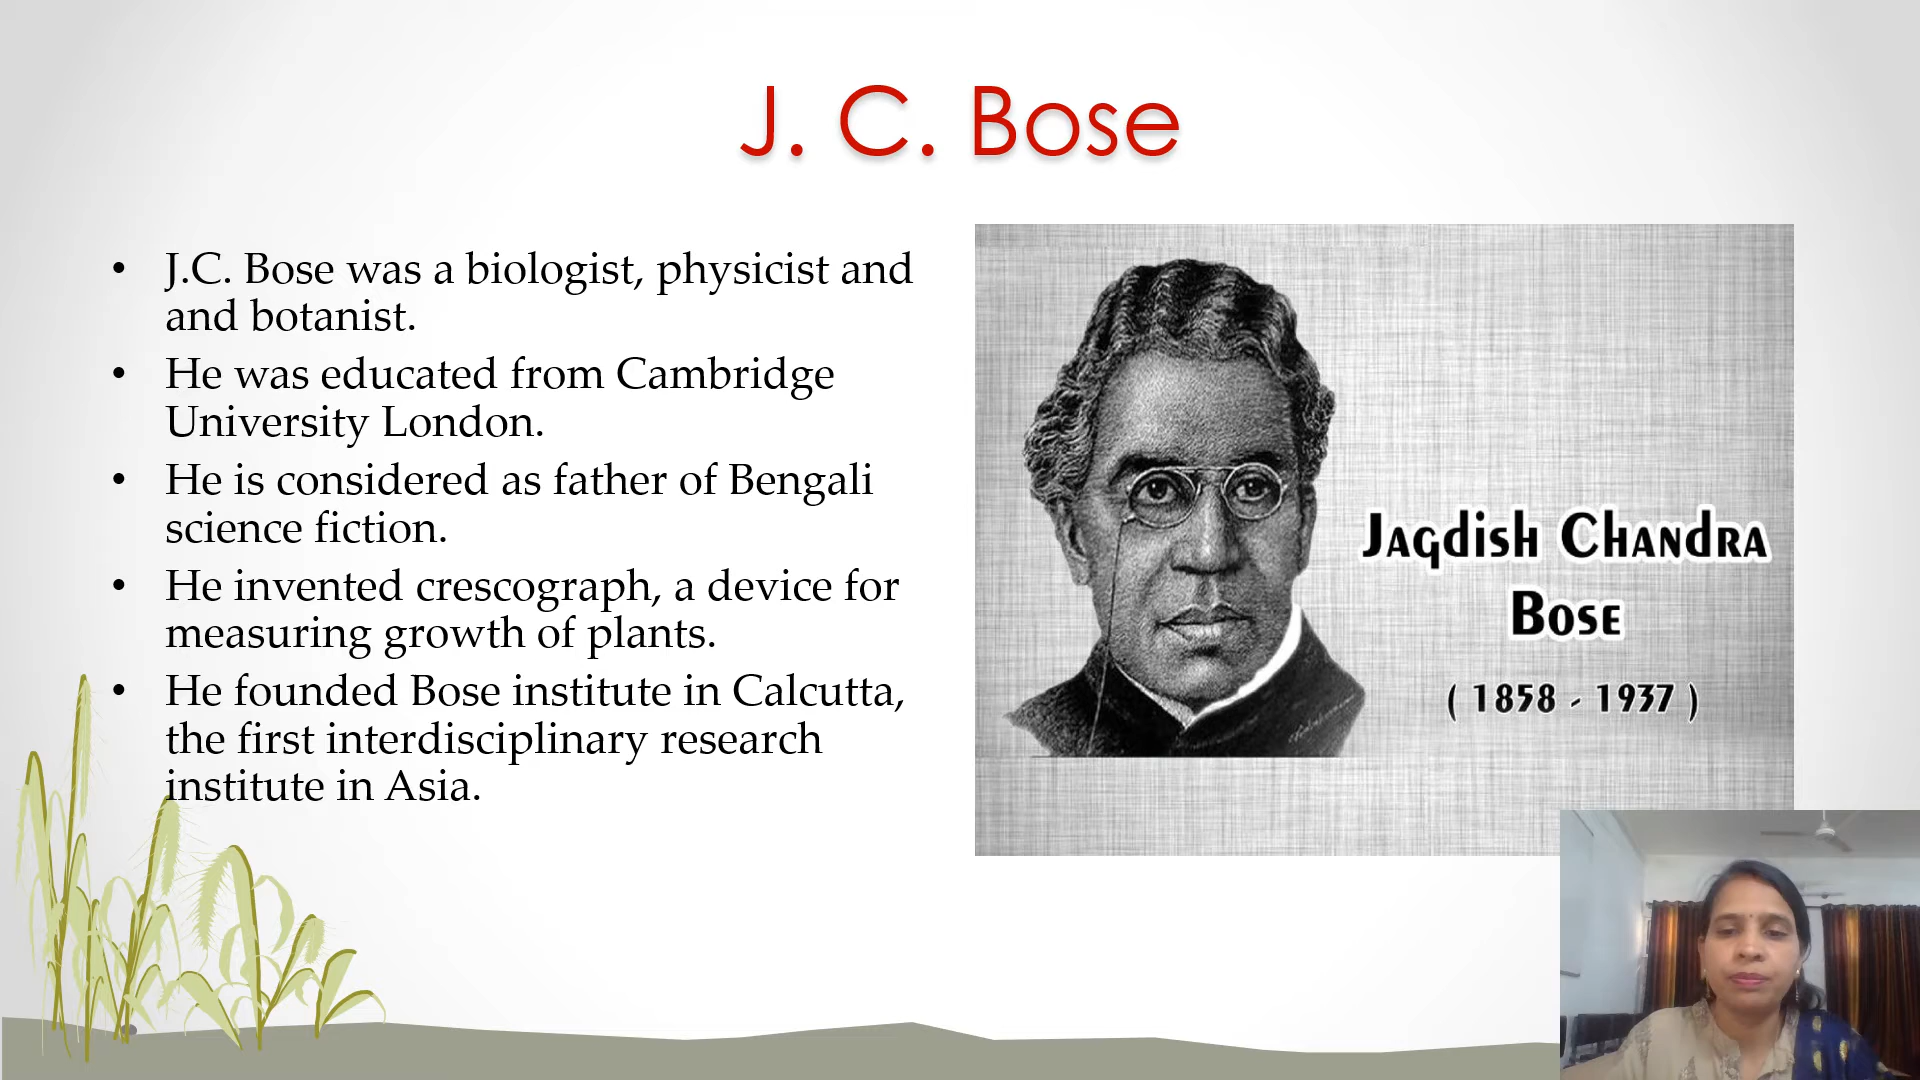 J. C. Bose
• J.C. Bose was a biologist, physicist and
and botanist.
• He was educated from Cambridge
University London.
• He is considered as father of Bengali
science fiction.
• He invented crescograph, a device for
measuring growth of plants.
• He founded Bose institute in Calcutta,
the first interdisciplinary research
institute in Asia.
Jagdish Chandra
Bose
( 1858 - 1937 )